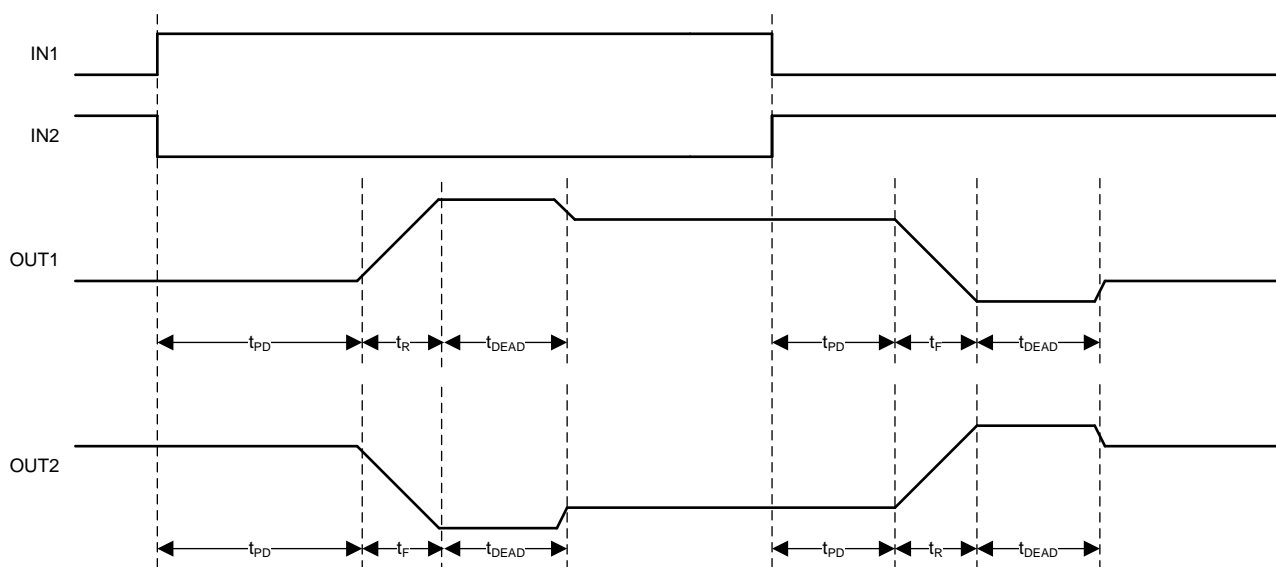 IN1
IN2
OUT1
tPD tR tDEAD tPD tF tDEAD
OUT2
tPD tF tDEAD tPD tR tDEAD